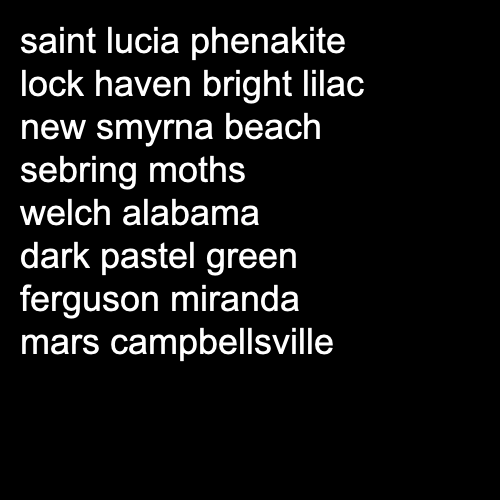 saint lucia phenakite
lock haven bright lilac
new smyrna beach
sebring moths
welch alabama
dark pastel green
ferguson miranda
mars campbellsville